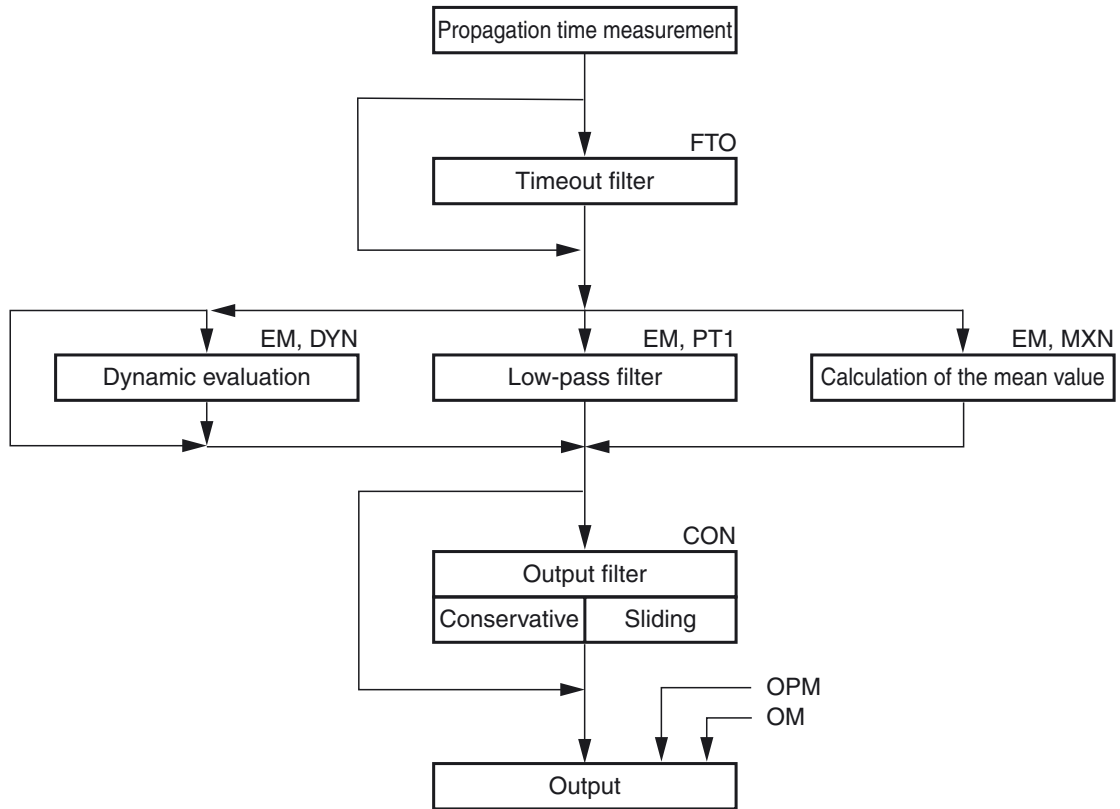 Propagation time measurement
FTO
Timeout filter
EM, DYN
Dynamic evaluation
EM, PT1
Low-pass filter
EM, MXN
Calculation of the mean value
CON
Output filter
Conservative
Sliding
OPM
OM
Output